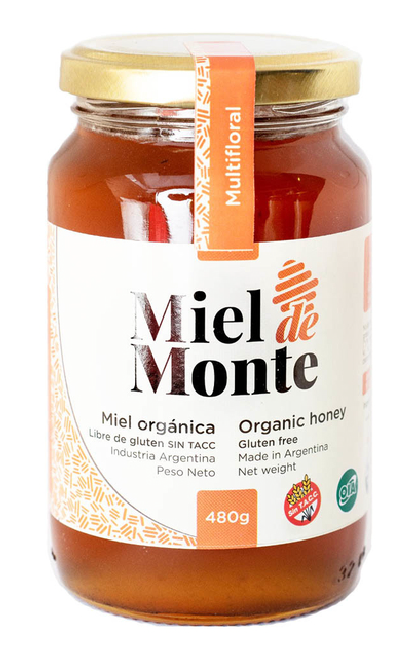 Multifloral
Miel
de
Monte
Miel orgánica
Libre de gluten SIN TACC
Industria Argentina
Peso Neto
Organic honey
Gluten free
Made in Argentina
Net weight
480g
Sin T.A.C.C.